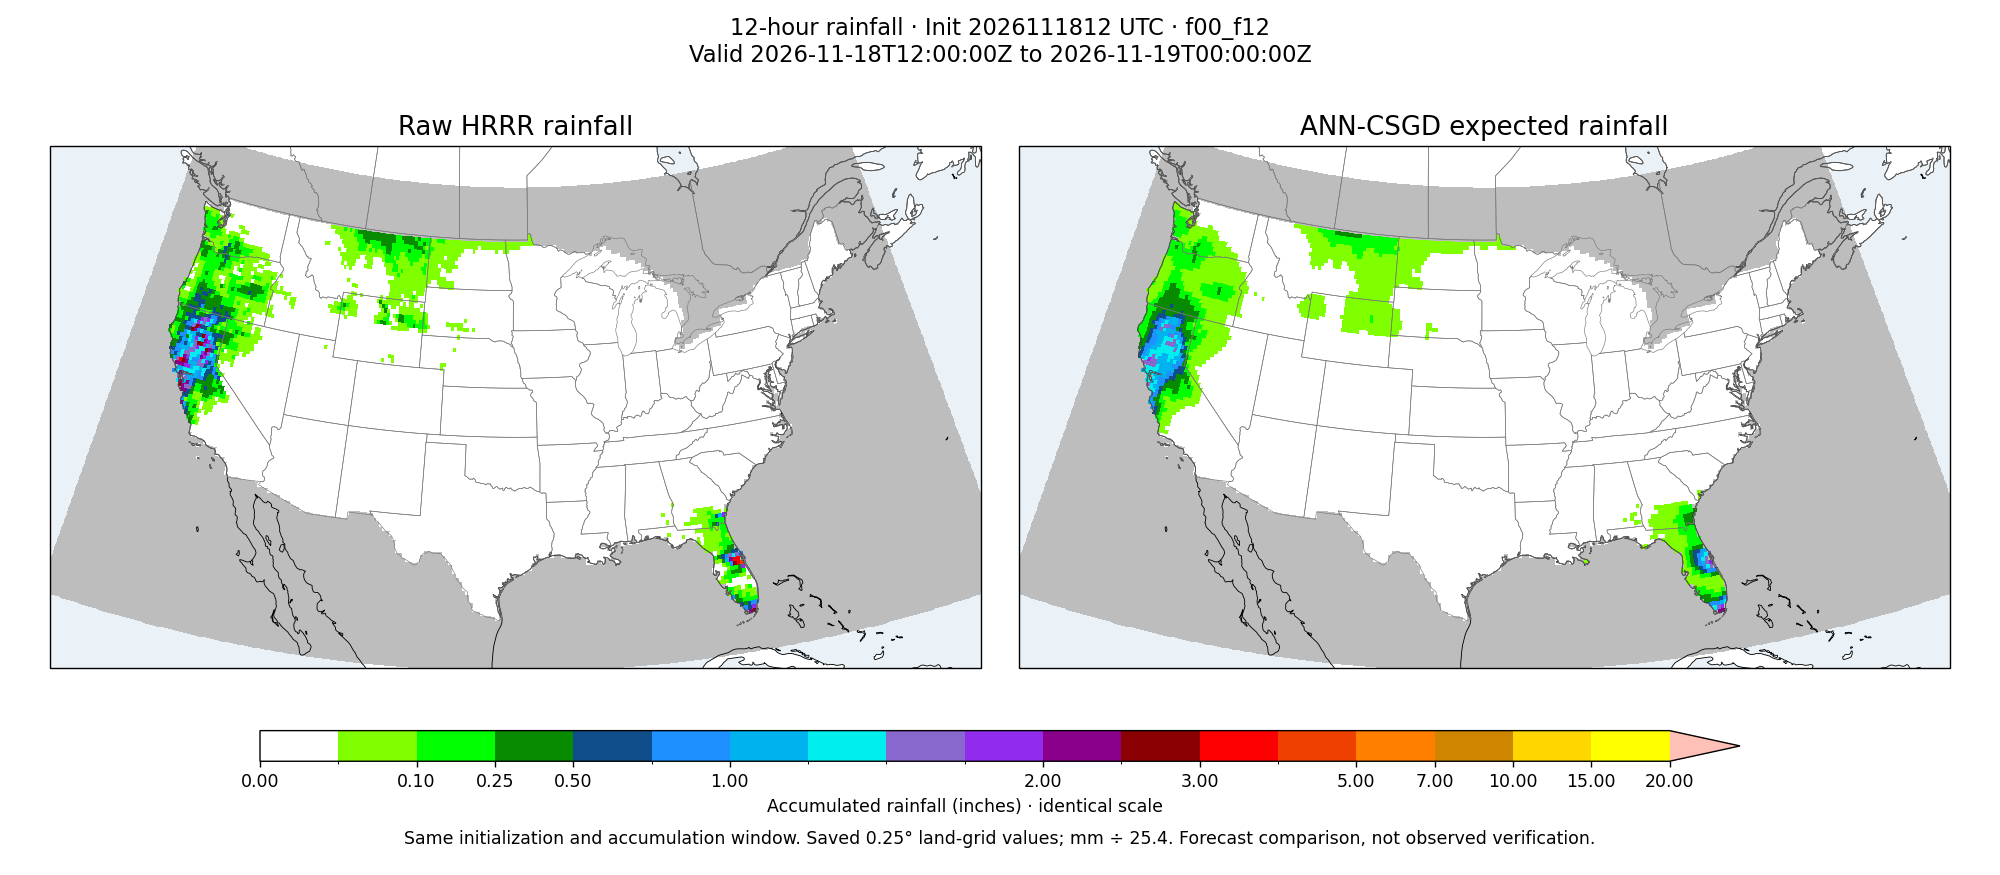 12-hour rainfall · Init 2026111812 UTC · f00_f12
Valid 2026-11-18T12:00:00Z to 2026-11-19T00:00:00Z
Raw HRRR rainfall
ANN-CSGD expected rainfall
0.00 0.10 0.25 0.50 1.00 2.00 3.00 5.00 7.00 10.00 15.00 20.00
Accumulated rainfall (inches) · identical scale
Same initialization and accumulation window. Saved 0.25° land-grid values; mm ÷ 25.4. Forecast comparison, not observed verification.